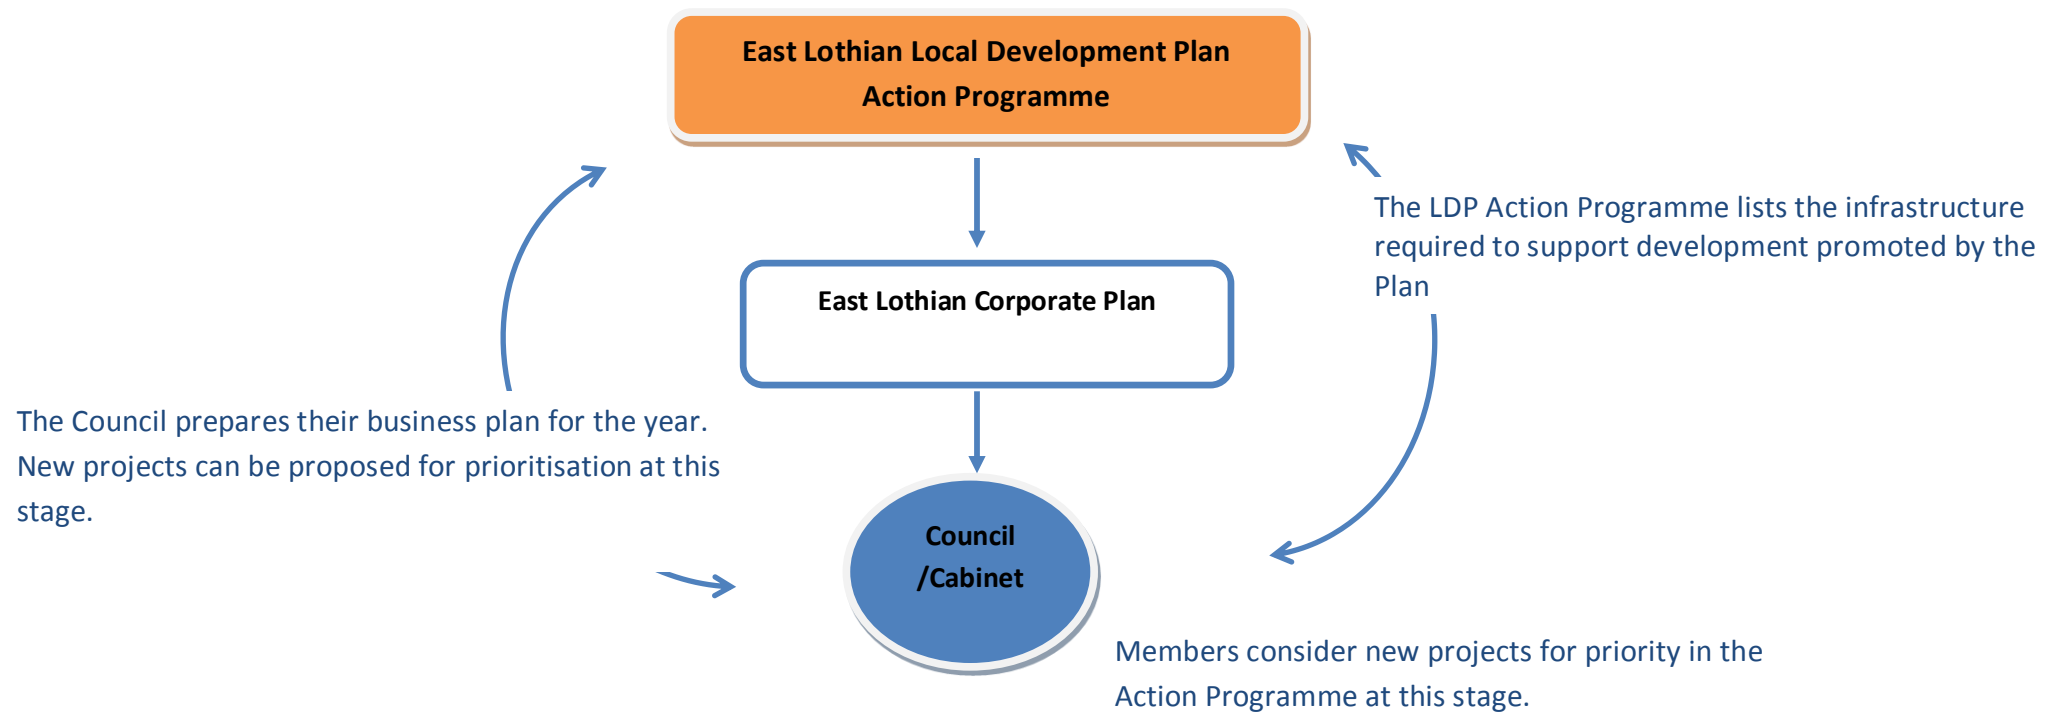 East Lothian Local Development Plan
Action Programme
The LDP Action Programme lists the infrastructure
required to support development promoted by the
Plan
East Lothian Corporate Plan
The Council prepares their business plan for the year.
New projects can be proposed for prioritisation at this
stage.
Council
/Cabinet
Members consider new projects for priority in the
Action Programme at this stage.